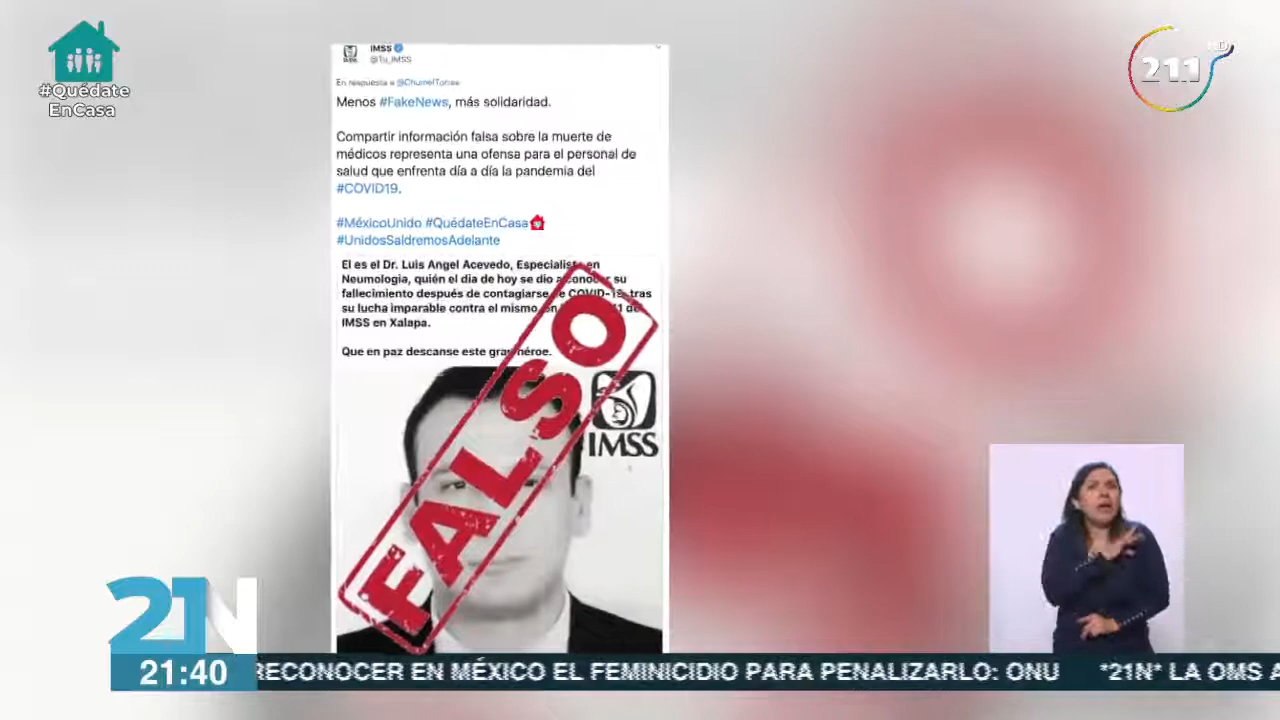 #Quédate
EnCasa
IMSS
@Tu_IMSS
En respuesta a @ChumelTorres
Menos #FakeNews, más solidaridad.
Compartir información falsa sobre la muerte de
médicos representa una ofensa para el personal de
salud que enfrenta día a día la pandemia del
#COVID19.
#MéxicoUnido #QuédateEnCasa
#UnidosSaldremosAdelante
El es el Dr. Luis Angel Acevedo, Especialista en
Neumologia, quién el dia de hoy se dio a conocer su
fallecimiento después de contagiarse de COVID-19, tras
su lucha imparable contra el mismo, en 11 de
IMSS en Xalapa.
Que en paz descanse este gran héroe.
FALSO
IMSS
21.1
HD
21N
21:40 RECONOCER EN MÉXICO EL FEMINICIDIO PARA PENALIZARLO: ONU *21N* LA OMS A